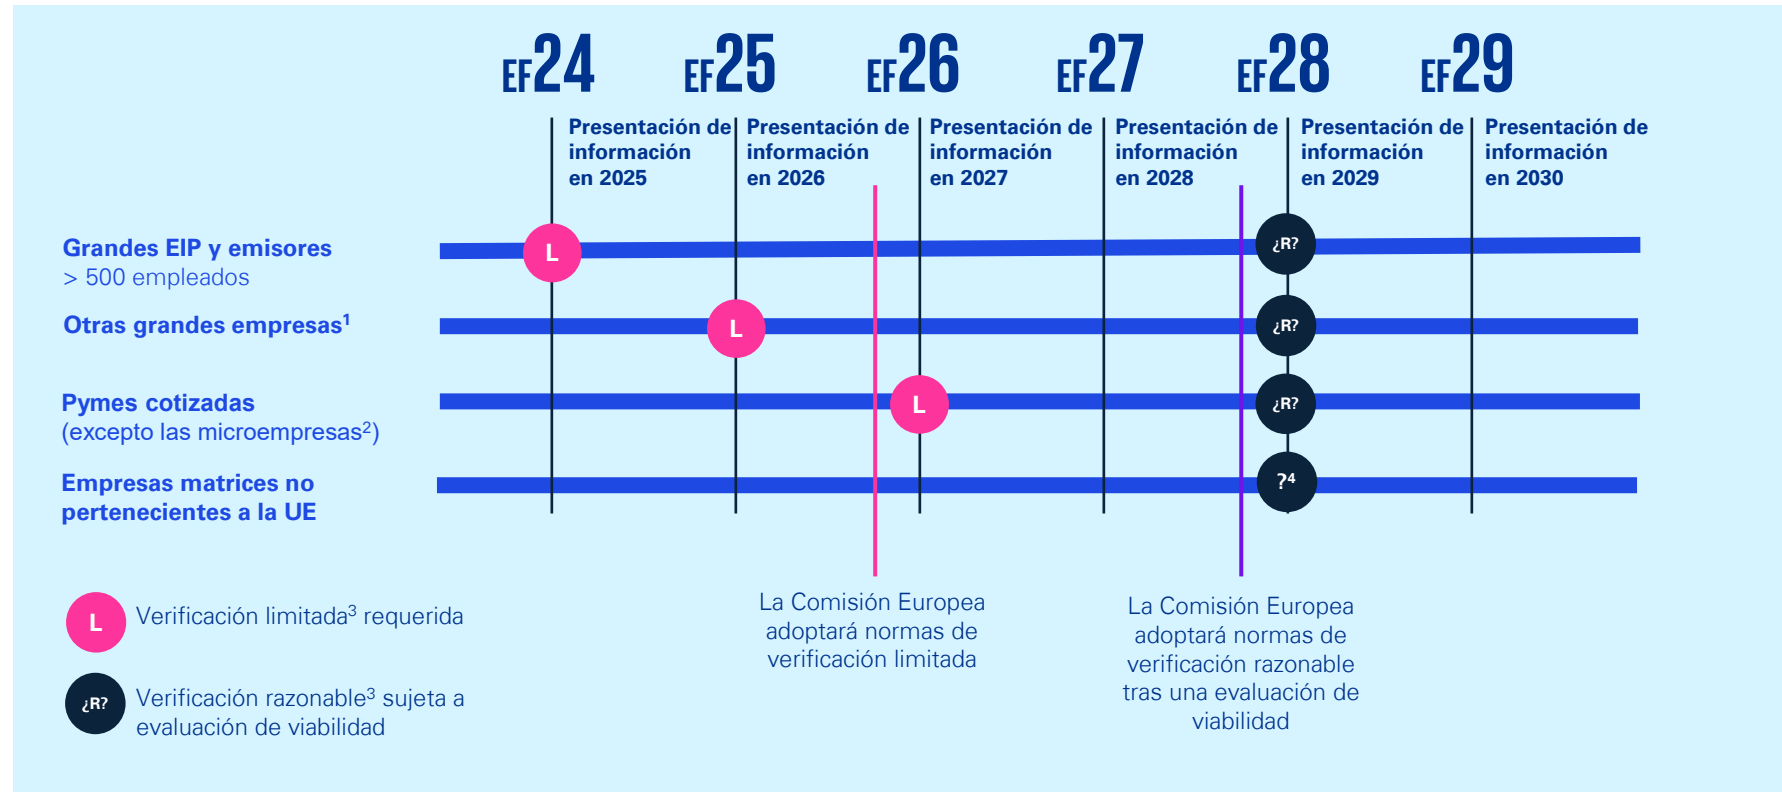 EF24 EF25 EF26 EF27 EF28 EF29
Presentación de
información
en 2025
Presentación de
información
en 2026
Presentación de
información
en 2027
Presentación de
información
en 2028
Presentación de
información
en 2029
Presentación de
información
en 2030
Grandes EIP y emisores
> 500 empleados
L ¿R?
Otras grandes empresas¹
L ¿R?
Pymes cotizadas
(excepto las microempresas²)
L ¿R?
Empresas matrices no
pertenecientes a la UE
?⁴
L Verificación limitada³ requerida
¿R? Verificación razonable³ sujeta a
evaluación de viabilidad
La Comisión Europea
adoptará normas de
verificación limitada
La Comisión Europea
adoptará normas de
verificación razonable
tras una evaluación de
viabilidad